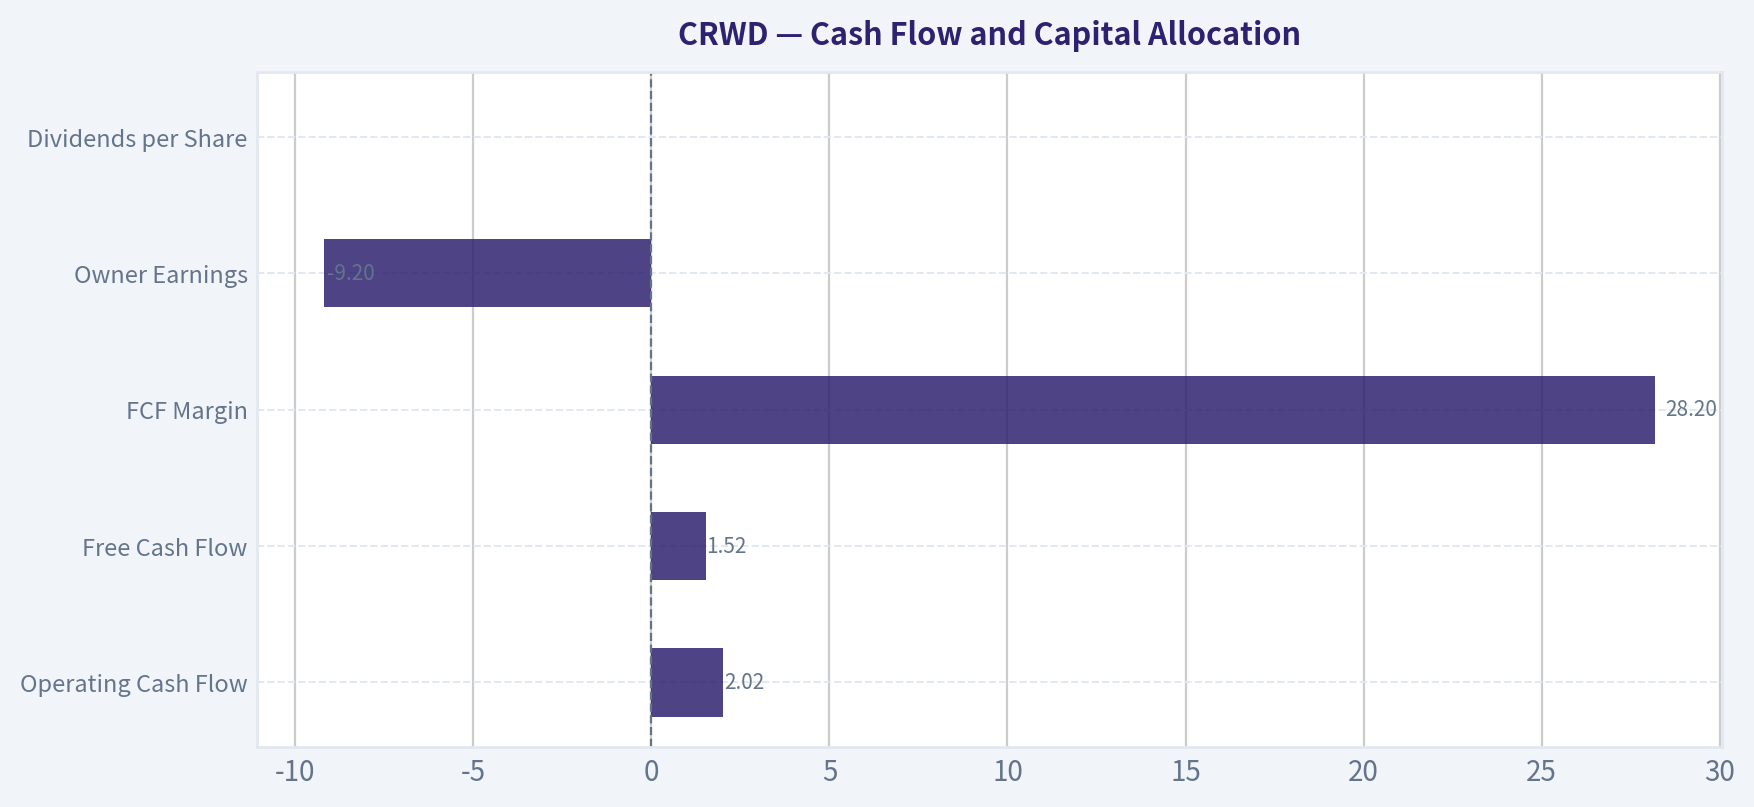 CRWD — Cash Flow and Capital Allocation
Dividends per Share
Owner Earnings
-9.20
FCF Margin
28.20
Free Cash Flow
1.52
Operating Cash Flow
2.02
-10 -5 0 5 10 15 20 25 30